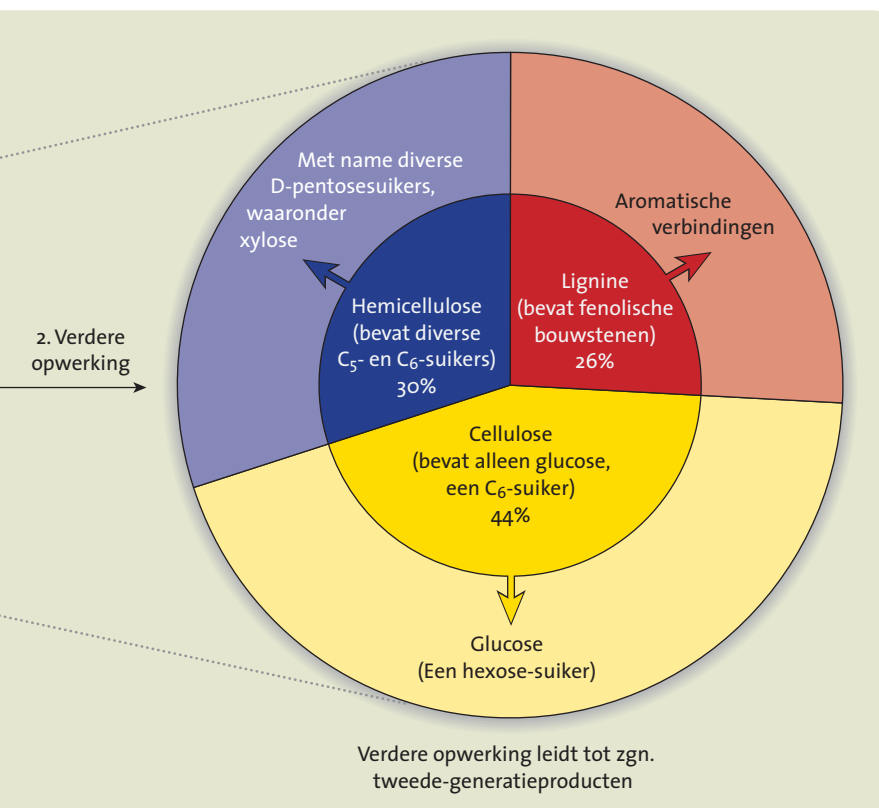 Met name diverse
D-pentosesuikers,
waaronder
xylose
Aromatische
verbindingen
Hemicellulose
(bevat diverse
C₅- en C₆-suikers)
30%
Lignine
(bevat fenolische
bouwstenen)
26%
2. Verdere
opwerking
Cellulose
(bevat alleen glucose,
een C₆-suiker)
44%
Glucose
(Een hexose-suiker)
Verdere opwerking leidt tot zgn.
tweede-generatieproducten